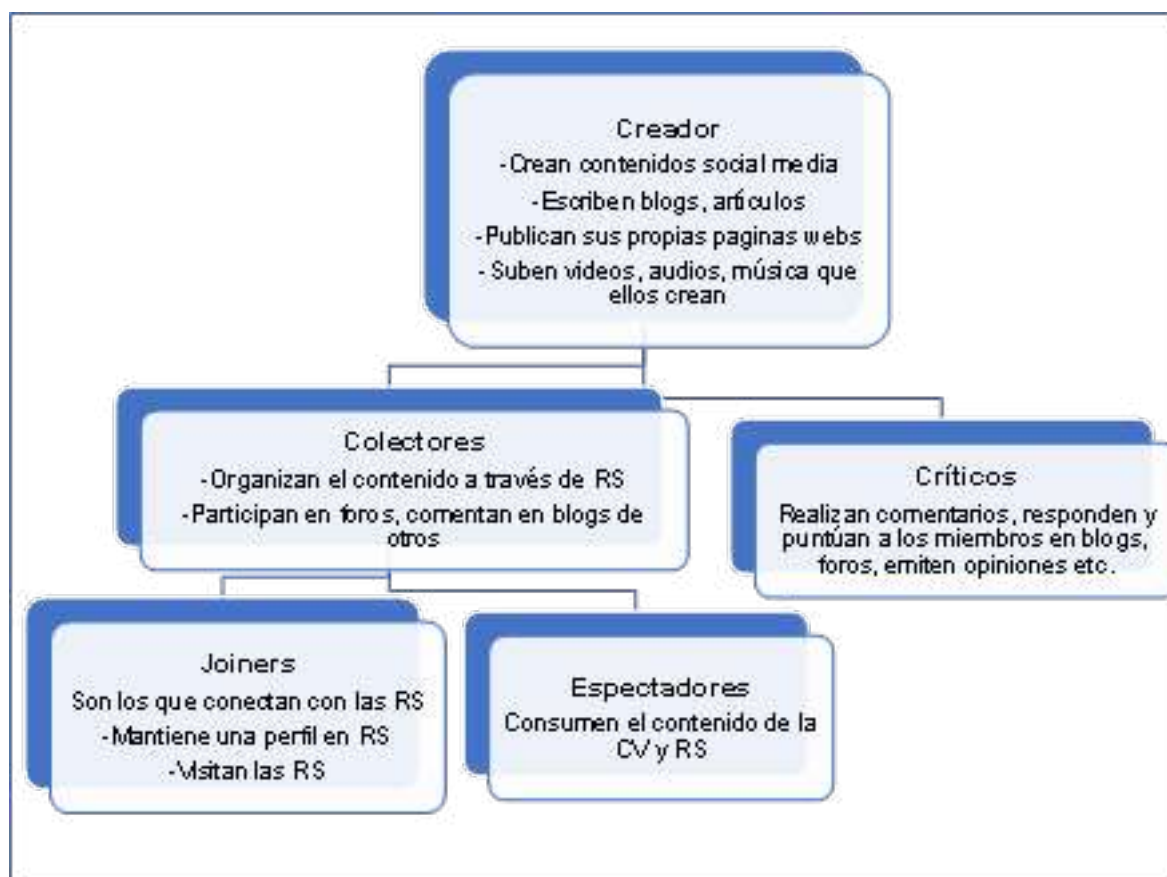 Creador
-Crean contenidos social media
-Escriben blogs, artículos
-Publican sus propias paginas webs
-Suben videos, audios, música que
ellos crean
Colectores
-Organizan el contenido a través de RS
-Participan en foros, comentan en blogs de
otros
Críticos
Realizan comentarios, responden y
puntúan a los miembros en blogs,
foros, emiten opiniones etc.
Joiners
Son los que conectan con las RS
-Mantiene una perfil en RS
-Visitan las RS
Espectadores
Consumen el contenido de la
CV y RS